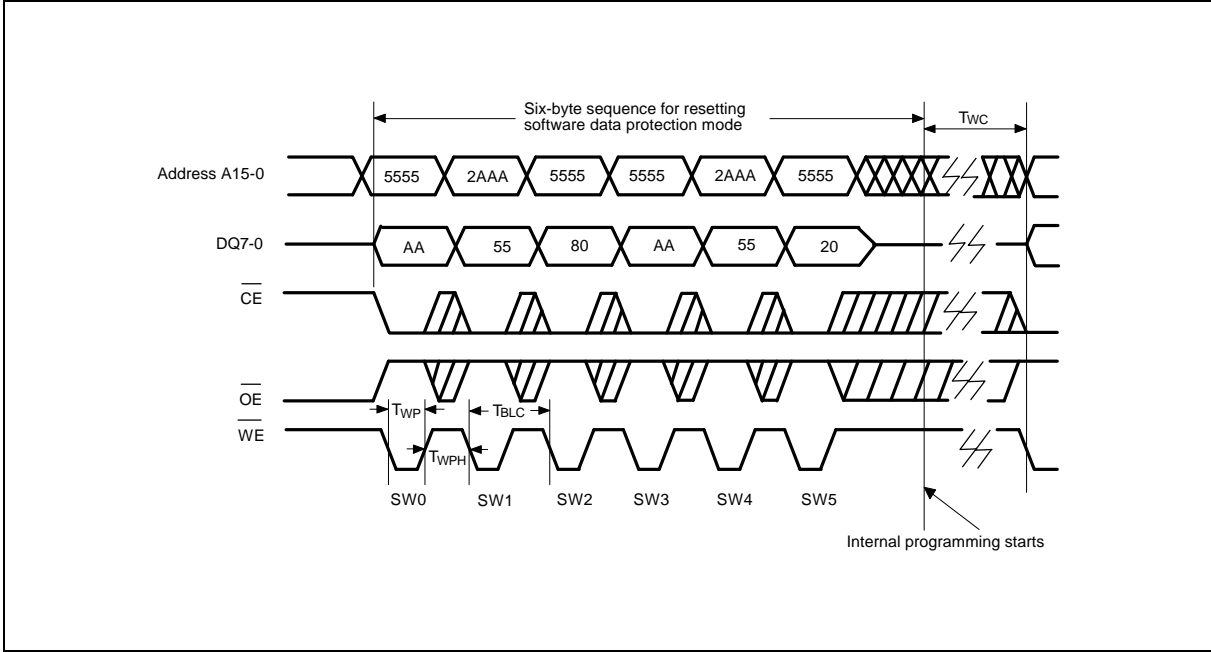 Six-byte sequence for resetting
software data protection mode
TWC
Address A15-0
5555 2AAA 5555 5555 2AAA 5555
DQ7-0
AA 55 80 AA 55 20
CE
OE
TWP TBLC
WE
TWPH
SW0 SW1 SW2 SW3 SW4 SW5
Internal programming starts